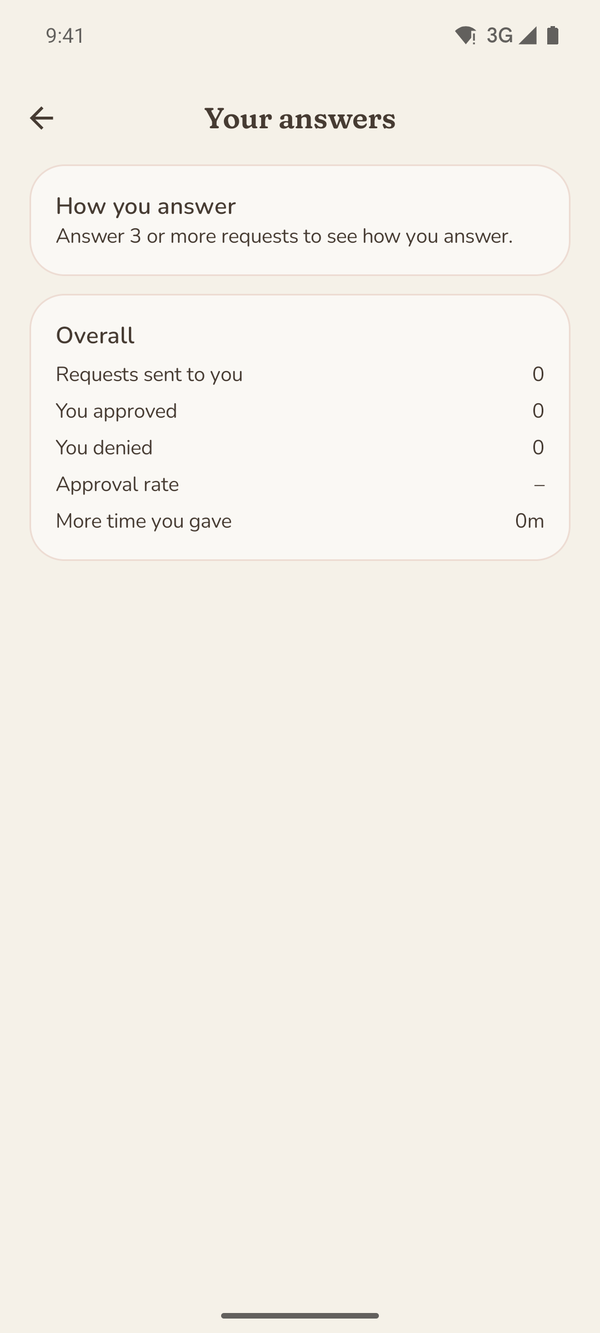 9:41
3G
Your answers
How you answer
Answer 3 or more requests to see how you answer.
Overall
Requests sent to you 0
You approved 0
You denied 0
Approval rate –
More time you gave 0m